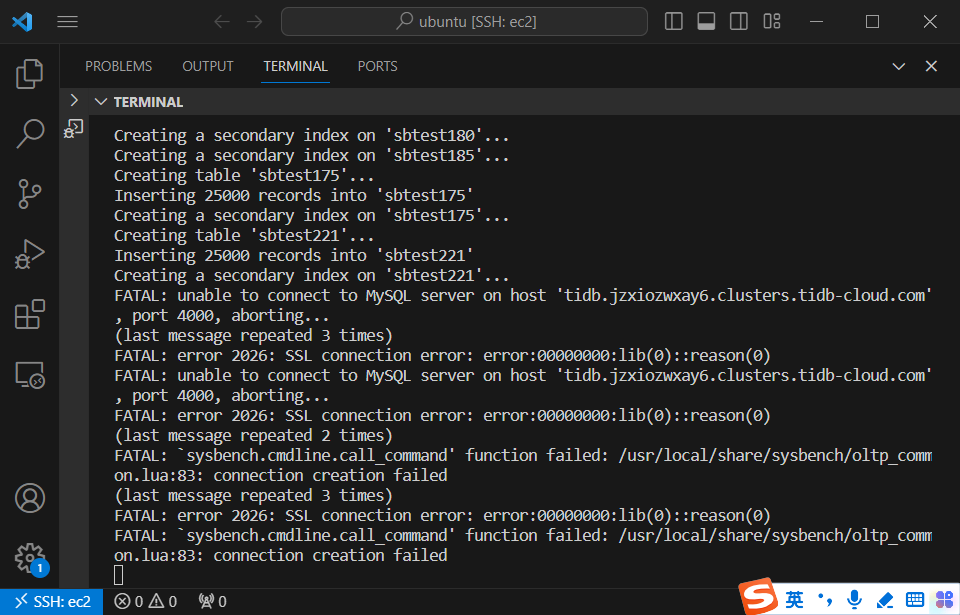 ubuntu [SSH: ec2]
PROBLEMS OUTPUT TERMINAL PORTS
TERMINAL
Creating a secondary index on 'sbtest180'...
Creating a secondary index on 'sbtest185'...
Creating table 'sbtest175'...
Inserting 25000 records into 'sbtest175'
Creating a secondary index on 'sbtest175'...
Creating table 'sbtest221'...
Inserting 25000 records into 'sbtest221'
Creating a secondary index on 'sbtest221'...
FATAL: unable to connect to MySQL server on host 'tidb.jzxiozwxay6.clusters.tidb-cloud.com'
, port 4000, aborting...
(last message repeated 3 times)
FATAL: error 2026: SSL connection error: error:00000000:lib(0)::reason(0)
FATAL: unable to connect to MySQL server on host 'tidb.jzxiozwxay6.clusters.tidb-cloud.com'
, port 4000, aborting...
FATAL: error 2026: SSL connection error: error:00000000:lib(0)::reason(0)
(last message repeated 2 times)
FATAL: `sysbench.cmdline.call_command' function failed: /usr/local/share/sysbench/oltp_comm
on.lua:83: connection creation failed
(last message repeated 3 times)
FATAL: error 2026: SSL connection error: error:00000000:lib(0)::reason(0)
FATAL: `sysbench.cmdline.call_command' function failed: /usr/local/share/sysbench/oltp_comm
on.lua:83: connection creation failed
1
SSH: ec2 0 0 0
S 英